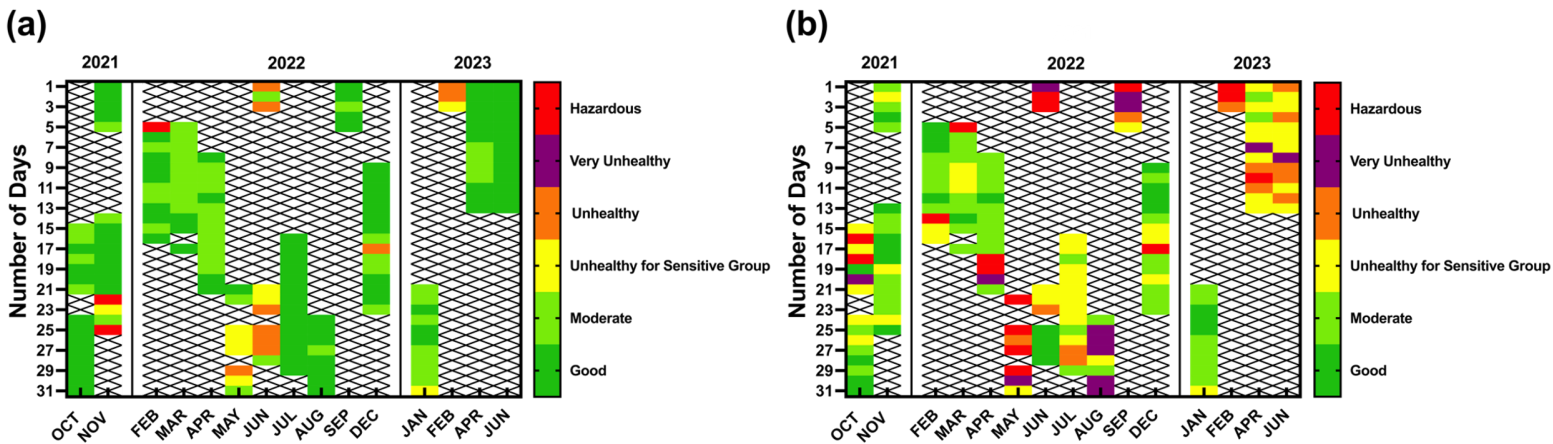 (a)
2021 2022 2023
Number of Days
1
3
5
7
9
11
13
15
17
19
21
23
25
27
29
31
OCT NOV FEB MAR APR MAY JUN JUL AUG SEP DEC JAN FEB APR JUN
Hazardous
Very Unhealthy
Unhealthy
Unhealthy for Sensitive Group
Moderate
Good
(b)
2021 2022 2023
Number of Days
1
3
5
7
9
11
13
15
17
19
21
23
25
27
29
31
OCT NOV FEB MAR APR MAY JUN JUL AUG SEP DEC JAN FEB APR JUN
Hazardous
Very Unhealthy
Unhealthy
Unhealthy for Sensitive Group
Moderate
Good